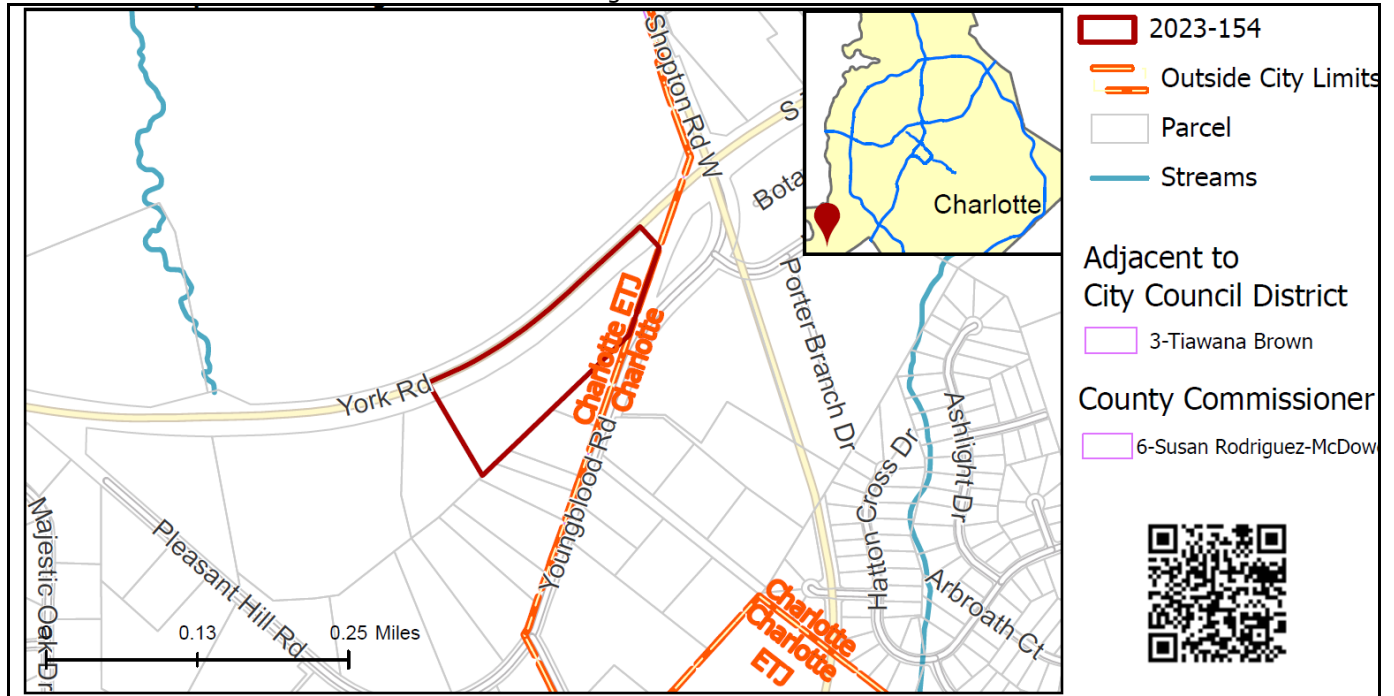 Shopton Rd W
S
Bota
Charlotte
Charlotte ETJ
Charlotte
Porter Branch Dr
York Rd
Youngblood Rd
Ashlight Dr
Hatton Cross Dr
Majestic Oak Dr
Pleasant Hill Rd
Arbroath Ct
Charlotte
Charlotte
ETJ
0
0.13
0.25 Miles
2023-154
Outside City Limits
Parcel
Streams
Adjacent to
City Council District
3-Tiawana Brown
County Commissioner
6-Susan Rodriguez-McDow